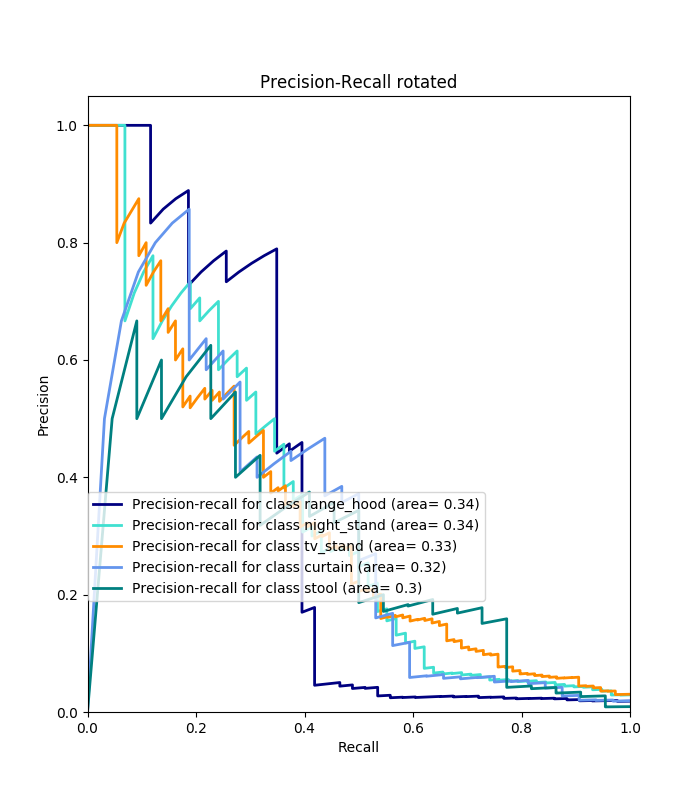 Precision-Recall rotated
1.0
0.8
0.6
0.4
0.2
0.0
Precision
Precision-recall for class range_hood (area= 0.34)
Precision-recall for class night_stand (area= 0.34)
Precision-recall for class tv_stand (area= 0.33)
Precision-recall for class curtain (area= 0.32)
Precision-recall for class stool (area= 0.3)
0.0 0.2 0.4 0.6 0.8 1.0
Recall